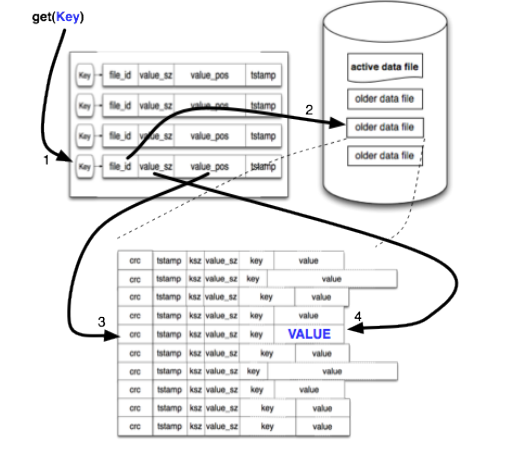 get(Key)
Key file_id value_sz value_pos tstamp
Key file_id value_sz value_pos tstamp
Key file_id value_sz value_pos tstamp
1 Key file_id value_sz value_pos tstamp
2
active data file
older data file
older data file
older data file
crc tstamp ksz value_sz key value
crc tstamp ksz value_sz key value
crc tstamp ksz value_sz key value
crc tstamp ksz value_sz key value
3 crc tstamp ksz value_sz key VALUE 4
crc tstamp ksz value_sz key value
crc tstamp ksz value_sz key value
crc tstamp ksz value_sz key value
crc tstamp ksz value_sz key value
crc tstamp ksz value_sz key value